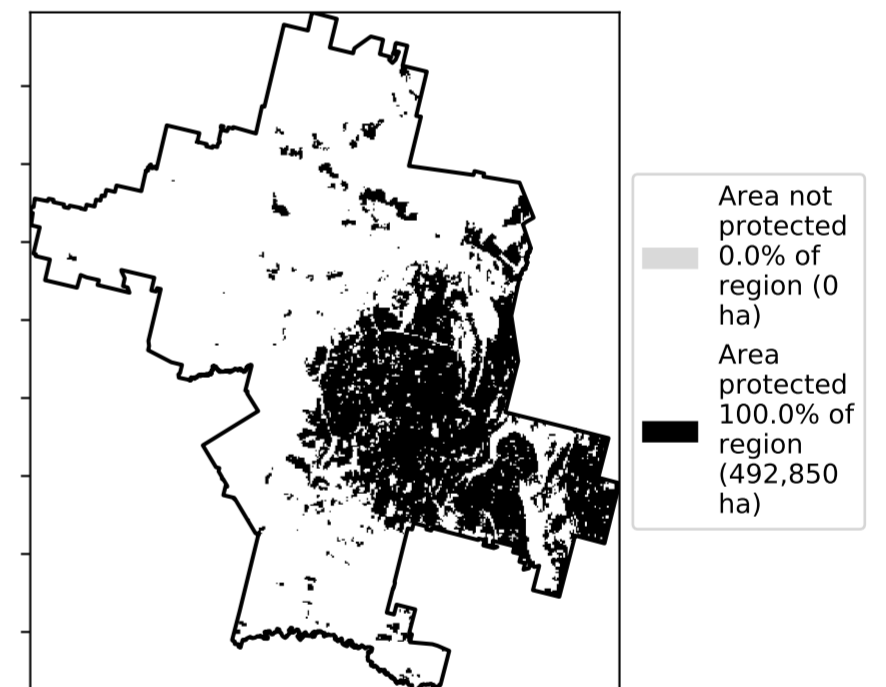 Area not
protected
0.0% of
region (0
ha)
Area
protected
100.0% of
region
(492,850
ha)